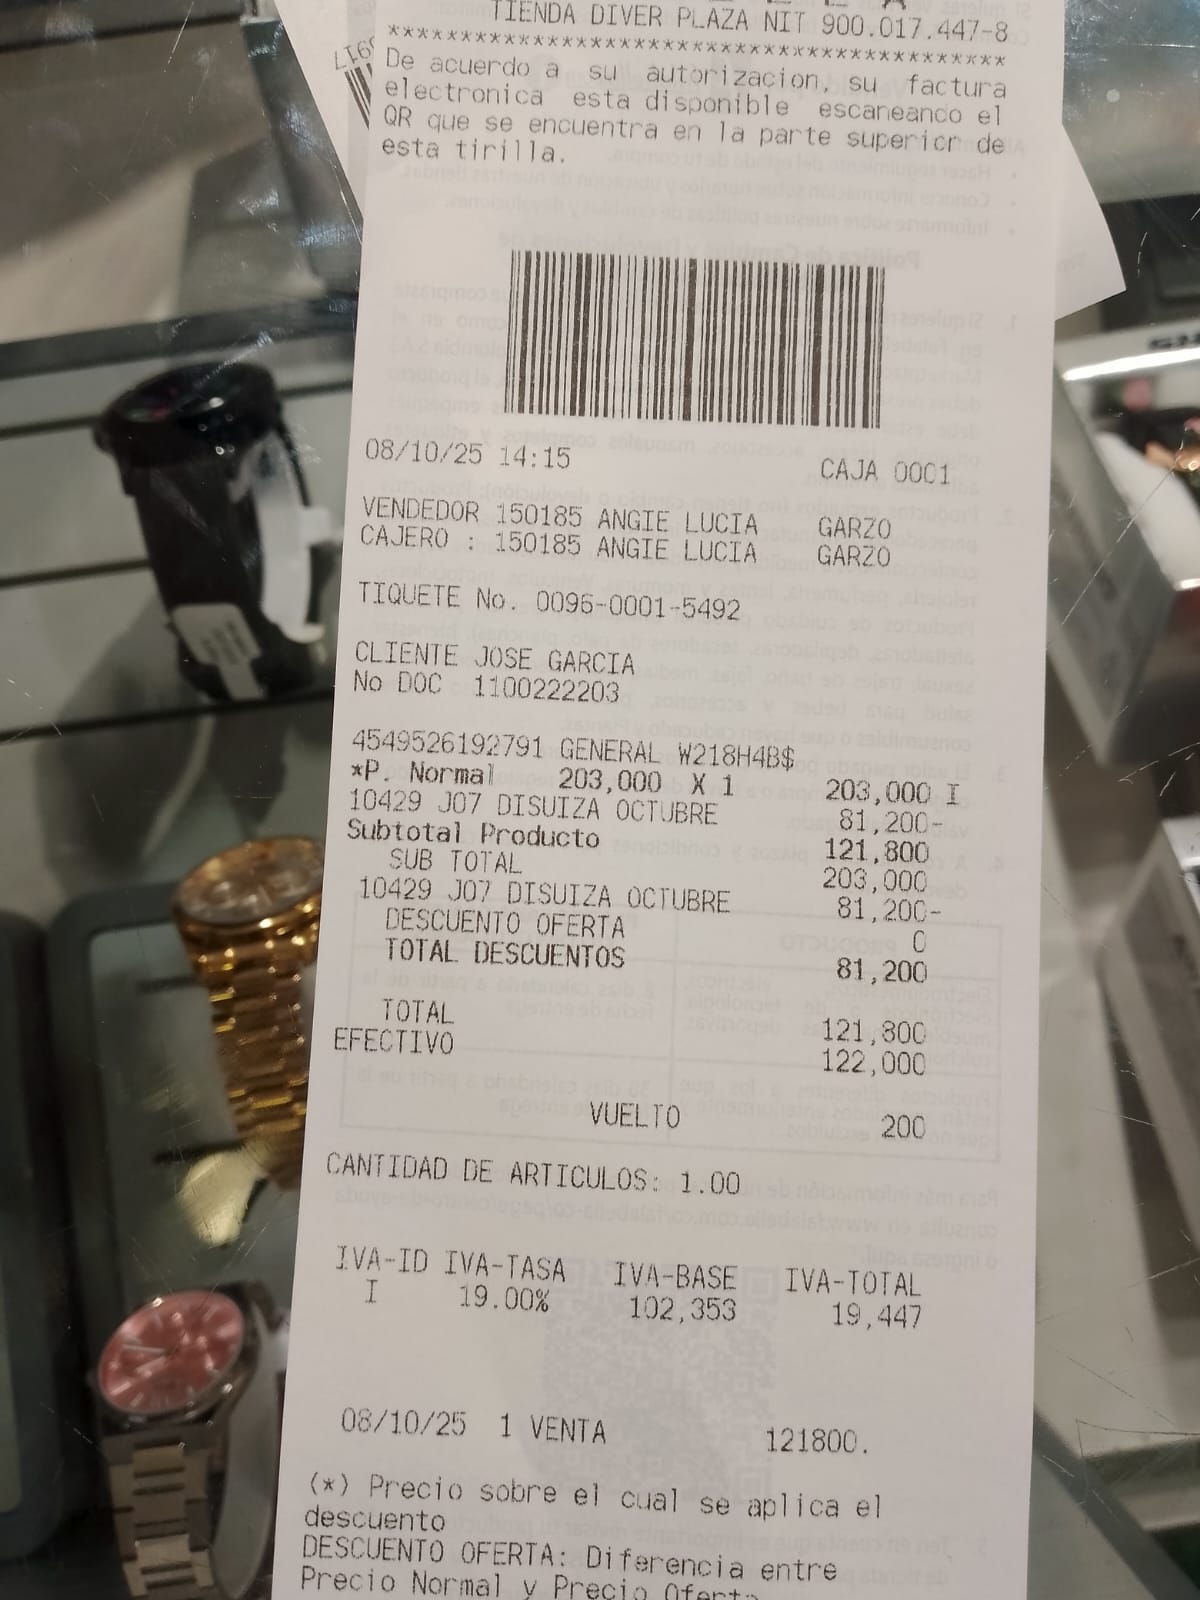 TIENDA DIVER PLAZA NIT 900.017.447-8
******************************************
De acuerdo a su autorizacion, su factura
electronica esta disponible escaneando el
QR que se encuentra en la parte superior de
esta tirilla.
08/10/25 14:15 CAJA 0001
VENDEDOR 150185 ANGIE LUCIA GARZO
CAJERO : 150185 ANGIE LUCIA GARZO
TIQUETE No. 0096-0001-5492
CLIENTE JOSE GARCIA
No DOC 1100222203
4549526192791 GENERAL W218H4B$
*P. Normal 203,000 X 1 203,000 I
10429 J07 DISUIZA OCTUBRE 81,200-
Subtotal Producto 121,800
SUB TOTAL 203,000
10429 J07 DISUIZA OCTUBRE 81,200-
DESCUENTO OFERTA 0
TOTAL DESCUENTOS 81,200
TOTAL 121,800
EFECTIVO 122,000
VUELTO 200
CANTIDAD DE ARTICULOS: 1.00
IVA-ID IVA-TASA IVA-BASE IVA-TOTAL
I 19.00% 102,353 19,447
08/10/25 1 VENTA 121800.
(*) Precio sobre el cual se aplica el
descuento
DESCUENTO OFERTA: Diferencia entre
Precio Normal y Precio Oferta